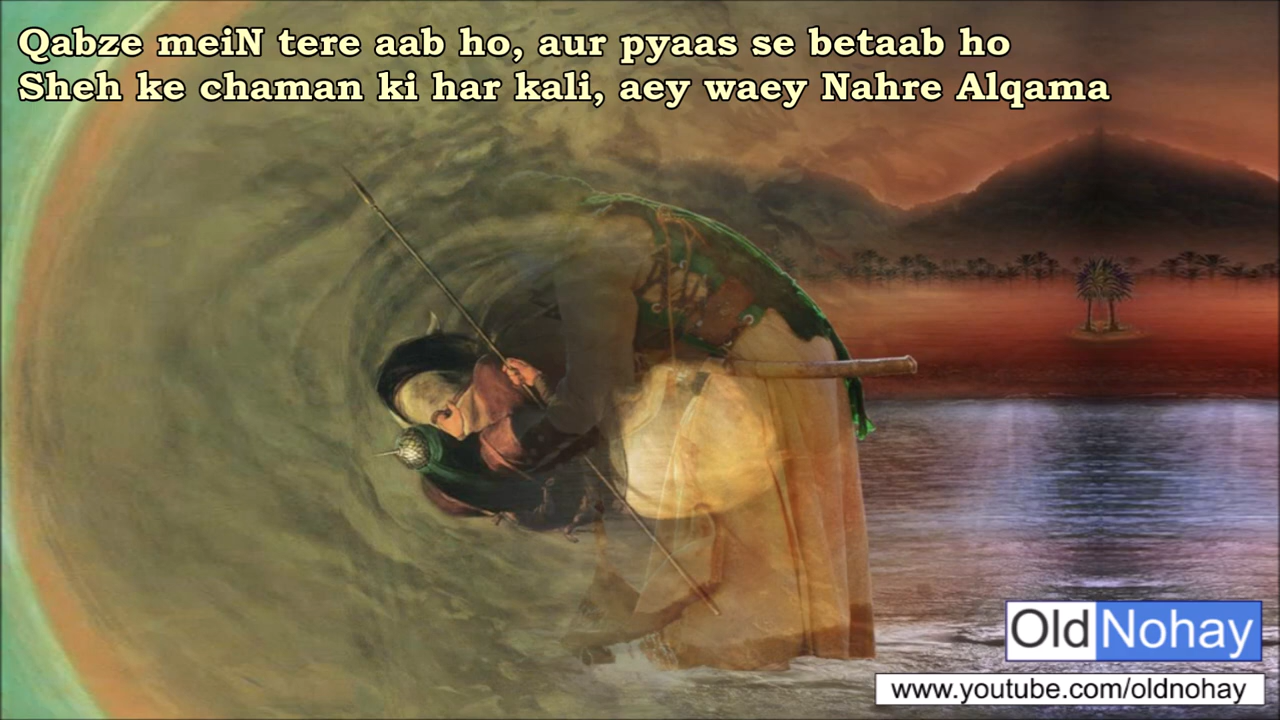 Qabze meiN tere aab ho, aur pyaas se betaab ho
Sheh ke chaman ki har kali, aey waey Nahre Alqama
Old Nohay
www.youtube.com/oldnohay